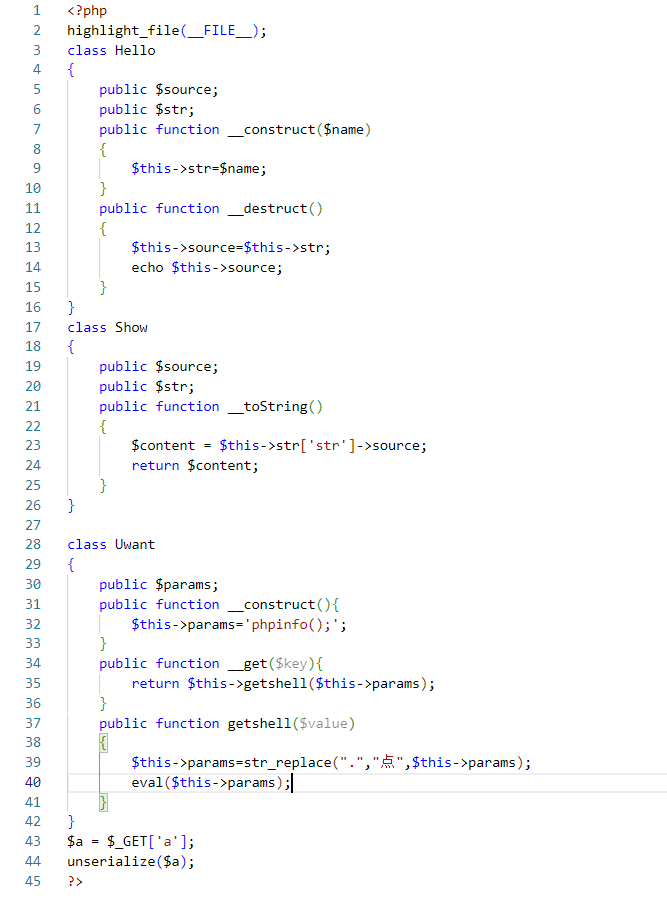 1 <?php
2 highlight_file(__FILE__);
3 class Hello
4 {
5 public $source;
6 public $str;
7 public function __construct($name)
8 {
9 $this->str=$name;
10 }
11 public function __destruct()
12 {
13 $this->source=$this->str;
14 echo $this->source;
15 }
16 }
17 class Show
18 {
19 public $source;
20 public $str;
21 public function __toString()
22 {
23 $content = $this->str['str']->source;
24 return $content;
25 }
26 }
27
28 class Uwant
29 {
30 public $params;
31 public function __construct(){
32 $this->params='phpinfo();';
33 }
34 public function __get($key){
35 return $this->getshell($this->params);
36 }
37 public function getshell($value)
38 {
39 $this->params=str_replace(".","点",$this->params);
40 eval($this->params);
41 }
42 }
43 $a = $_GET['a'];
44 unserialize($a);
45 ?>